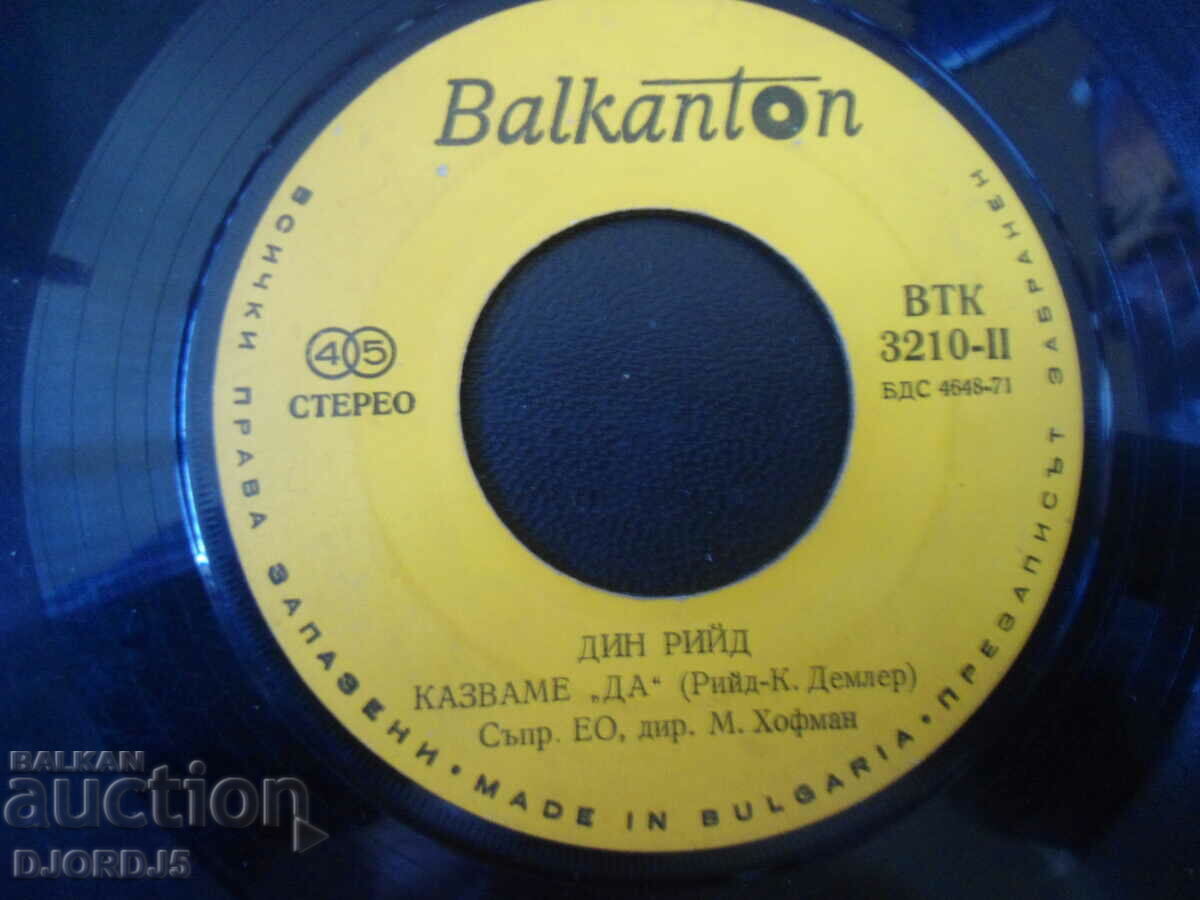 Balkanton
45
СТЕРЕО
ВТК
3210-II
БДС 4648-71
ДИН РИЙД
КАЗВАМЕ „ДА“ (Рийд-К. Демлер)
Съпр. ЕО, дир. М. Хофман
ВСИЧКИ ПРАВА ЗАПАЗЕНИ • MADE IN BULGARIA • ПРЕЗАПИСЪТ ЗАБРАНЕН
BALKAN
auction
DJORDJ5